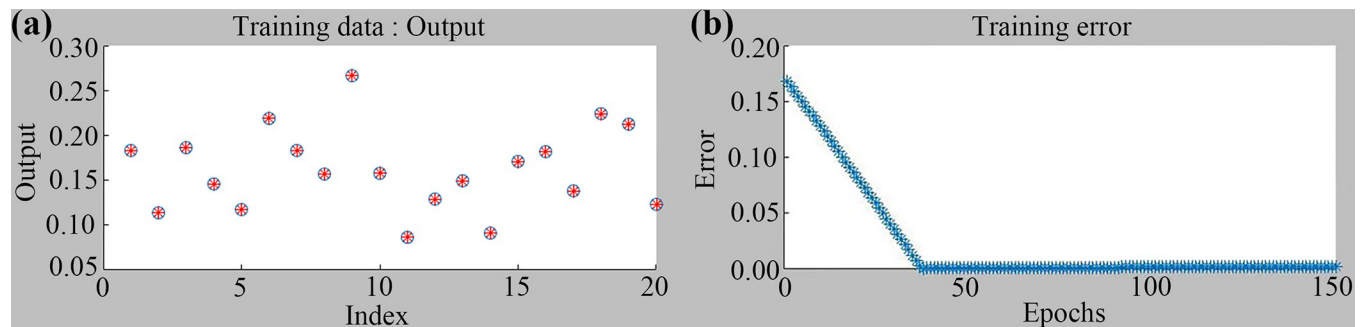 (a)
Training data : Output
0.30
0.25
0.20
0.15
0.10
0.05
Output
0
5
10
15
20
Index
(b)
Training error
0.20
0.15
0.10
0.05
0.00
Error
0
50
100
150
Epochs